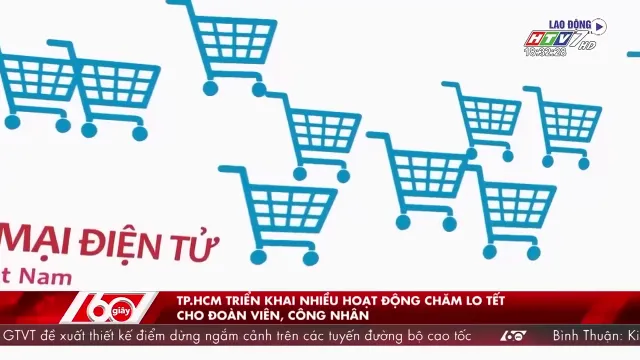 LAO ĐỘNG
HTV7 HD
18:32:28
MẠI ĐIỆN TỬ
t Nam
60 giây
TP.HCM TRIỂN KHAI NHIỀU HOẠT ĐỘNG CHĂM LO TẾT
CHO ĐOÀN VIÊN, CÔNG NHÂN
GTVT đề xuất thiết kế điểm dừng ngắm cảnh trên các tuyến đường bộ cao tốc 60 Bình Thuận: Ki